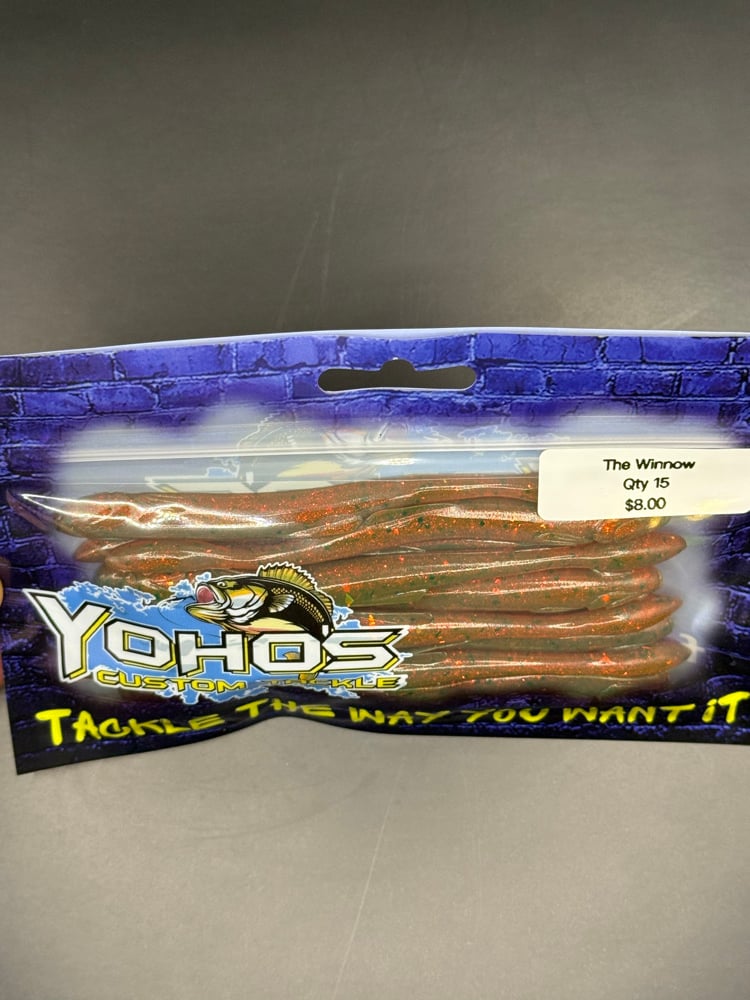 The Winnow
Qty 15
$8.00
YOHOS
CUSTOM TACKLE
TACKLE THE WAY YOU WANT IT